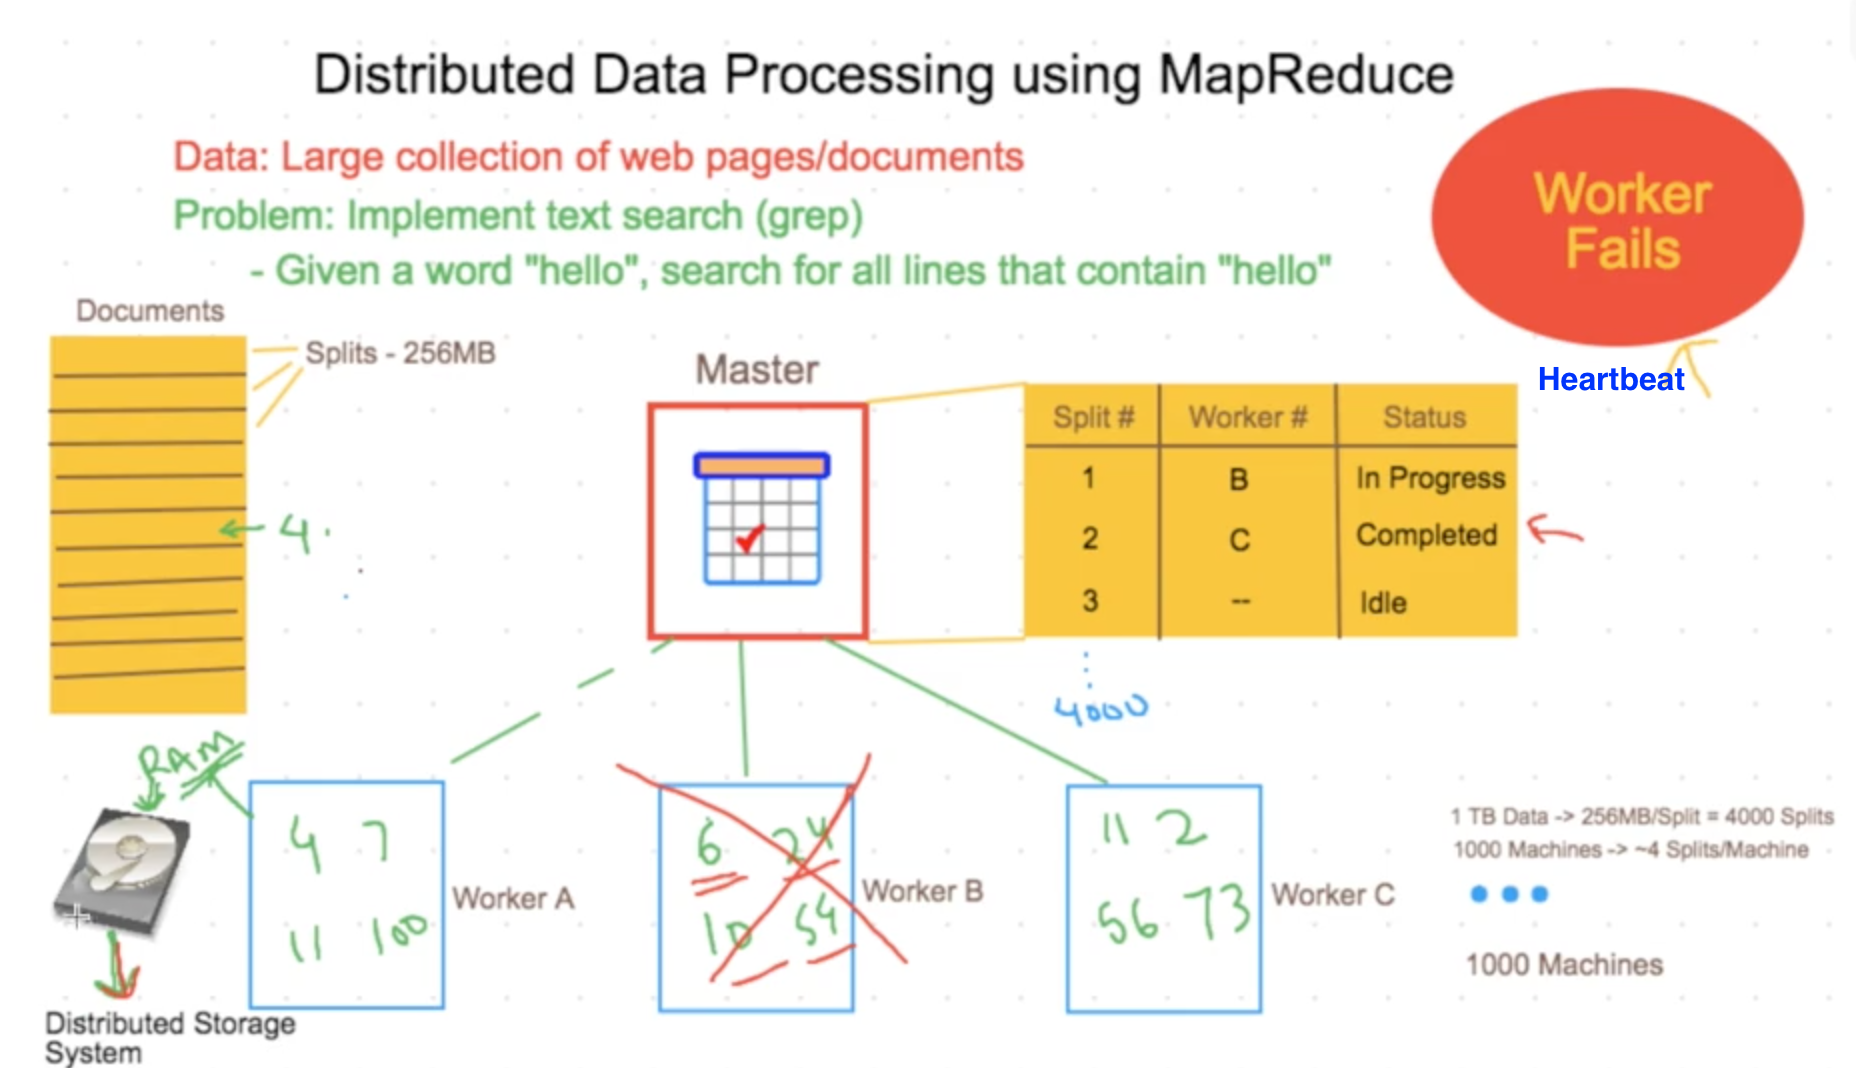 Distributed Data Processing using MapReduce
Data: Large collection of web pages/documents
Problem: Implement text search (grep)
- Given a word "hello", search for all lines that contain "hello"
Worker
Fails
Heartbeat
Documents
Splits - 256MB
4
Master
Split # Worker # Status
1 B In Progress
2 C Completed
3 -- Idle
4000
RAM
4 7
11 100
Worker A
6 24
10 54
Worker B
11 2
56 73
Worker C
1 TB Data -> 256MB/Split = 4000 Splits
1000 Machines -> ~4 Splits/Machine
1000 Machines
Distributed Storage
System